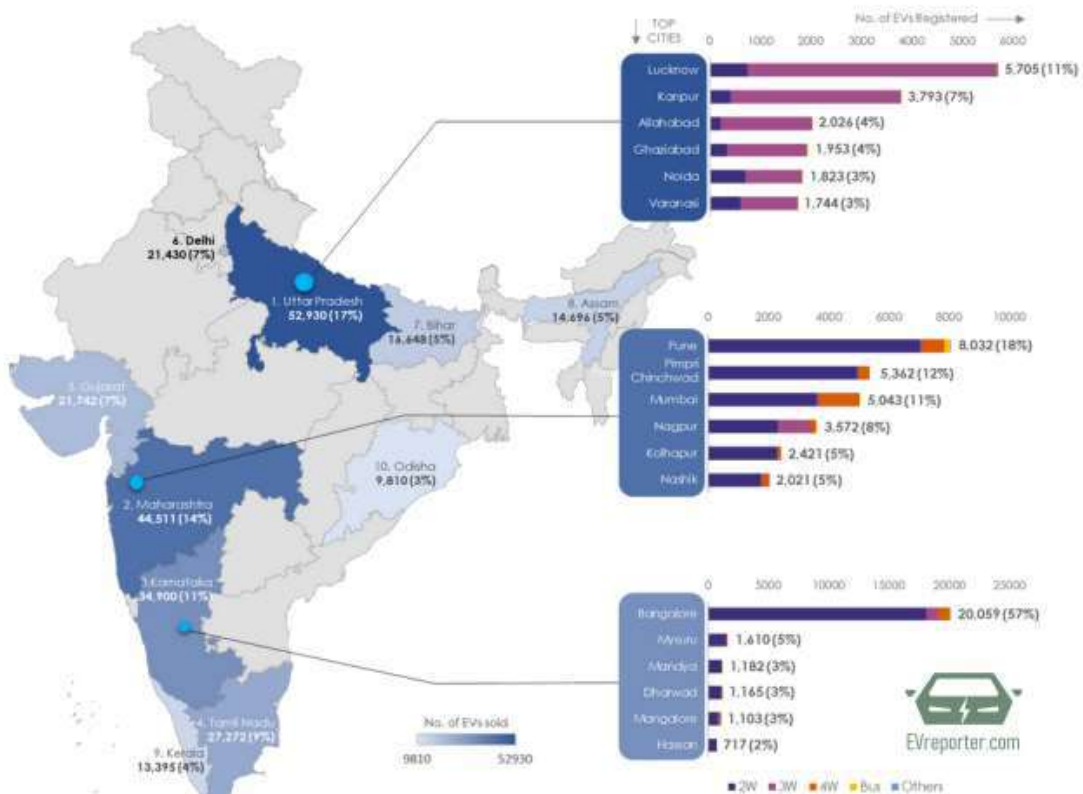 TOP
CITIES
No. of EVs Registered
0 1000 2000 3000 4000 5000 6000
Lucknow 5,705 (11%)
Kanpur 3,793 (7%)
Allahabad 2,026 (4%)
Ghaziabad 1,953 (4%)
Noida 1,823 (3%)
Varanasi 1,744 (3%)
6. Delhi
21,430 (7%)
1. Uttar Pradesh
52,930 (17%)
7. Bihar
16,648 (5%)
8. Assam
14,696 (5%)
0 2000 4000 6000 8000 10000
Pune 8,032 (18%)
Pimpri
Chinchwad 5,362 (12%)
Mumbai 5,043 (11%)
Nagpur 3,572 (8%)
Kolhapur 2,421 (5%)
Nashik 2,021 (5%)
5. Gujarat
21,742 (7%)
10. Odisha
9,810 (3%)
2. Maharashtra
44,511 (14%)
3. Karnataka
34,900 (11%)
0 5000 10000 15000 20000 25000
Bangalore 20,059 (57%)
Mysuru 1,610 (5%)
Mandya 1,182 (3%)
Dharwad 1,165 (3%)
Mangalore 1,103 (3%)
Hassan 717 (2%)
4. Tamil Nadu
27,272 (9%)
9. Kerala
13,395 (4%)
No. of EVs sold
9810 52930
EVreporter.com
2W 3W 4W Bus Others